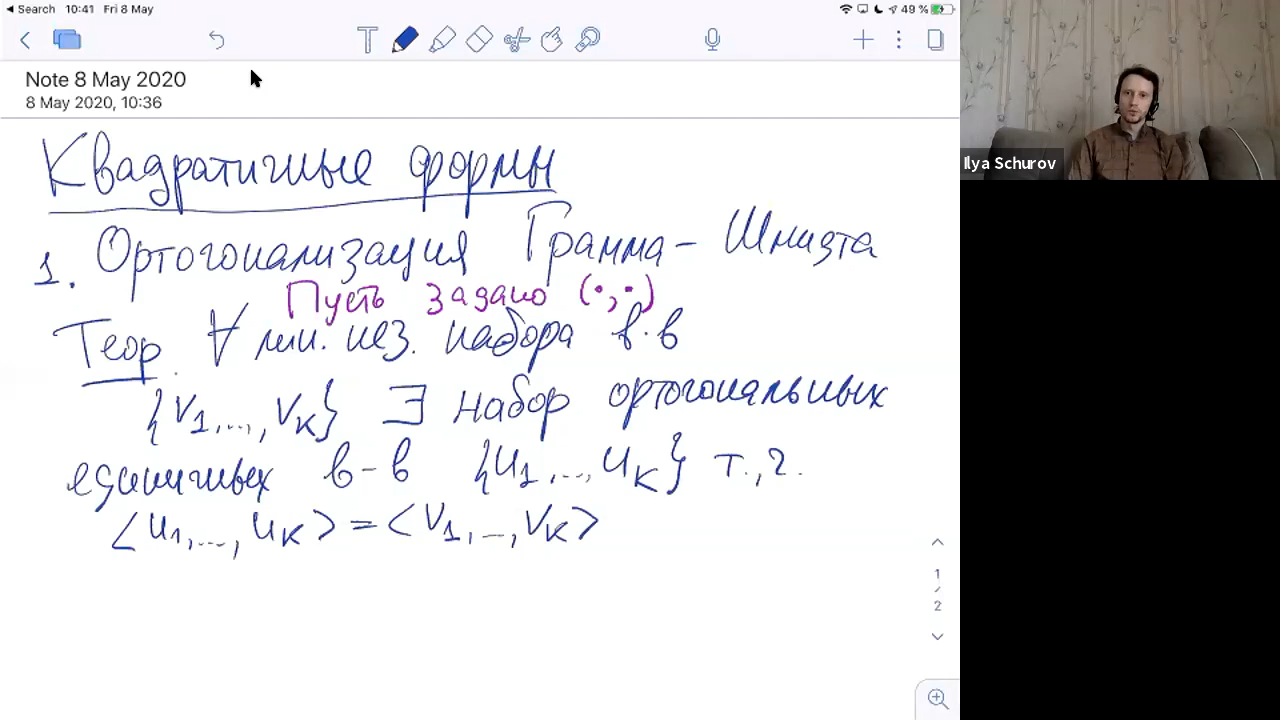 Search 10:41 Fri 8 May 49 %
Note 8 May 2020
8 May 2020, 10:36
Ilya Schurov
Квадратичные формы
1. Ортогонализация Грамма - Шмидта
Пусть задано (•,•)
Теор. ∀ лин. нез. набора в.в
{v1,..., vk} ∃ набор ортогональных
единичных в-в {u1,..., uk} т.,ч.
<u1,..., uk> = <v1,..., vk>
1
/
2